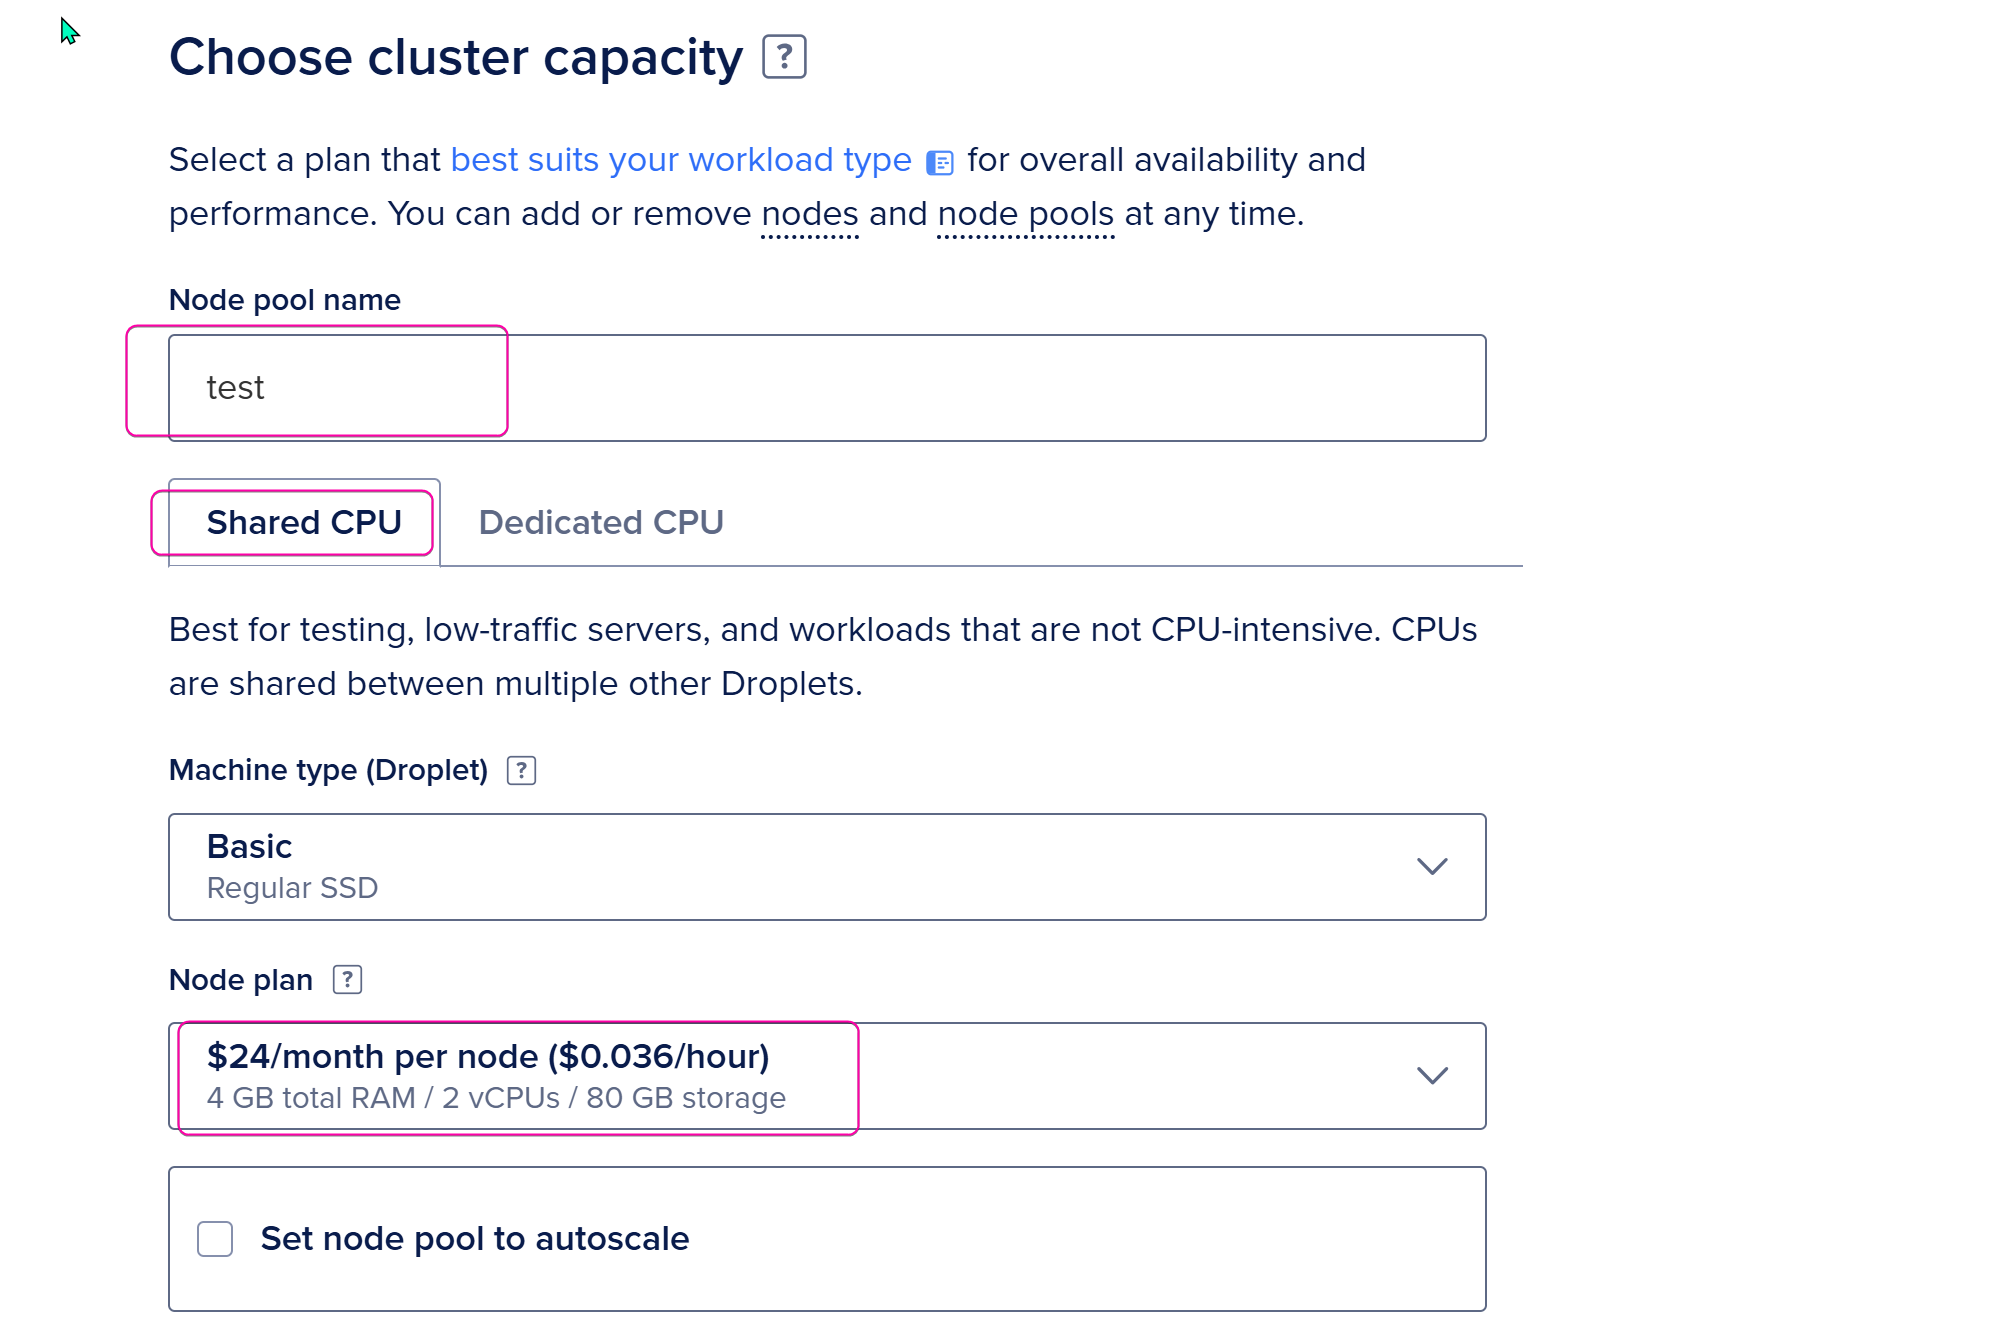 Choose cluster capacity ?
Select a plan that best suits your workload type for overall availability and
performance. You can add or remove nodes and node pools at any time.
Node pool name
test
Shared CPU Dedicated CPU
Best for testing, low-traffic servers, and workloads that are not CPU-intensive. CPUs
are shared between multiple other Droplets.
Machine type (Droplet) ?
Basic
Regular SSD
Node plan ?
$24/month per node ($0.036/hour)
4 GB total RAM / 2 vCPUs / 80 GB storage
Set node pool to autoscale